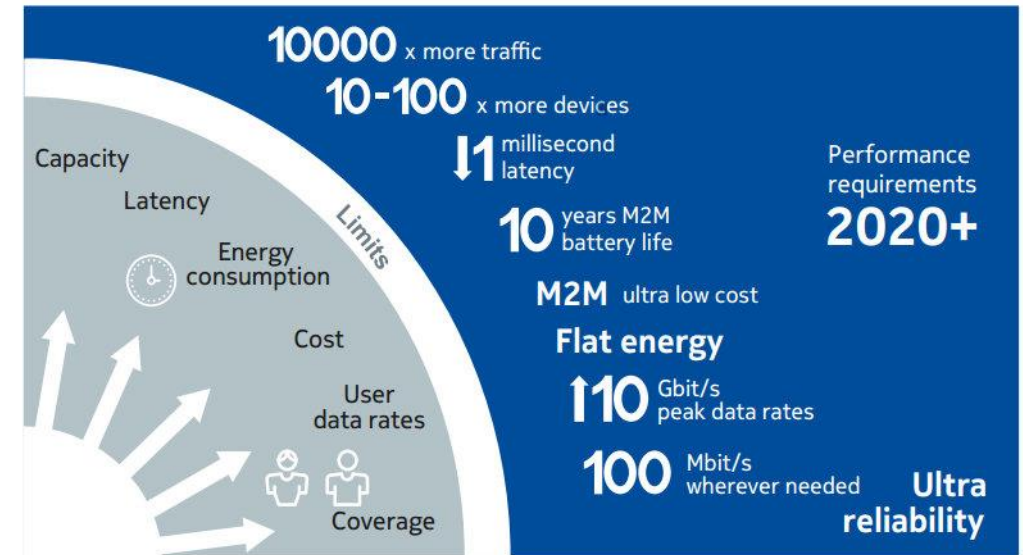 10000 x more traffic
10-100 x more devices
1 millisecond
latency
10 years M2M
battery life
M2M ultra low cost
Flat energy
10 Gbit/s
peak data rates
100 Mbit/s
wherever needed
Ultra
reliability
Performance
requirements
2020+
Limits
Capacity
Latency
Energy
consumption
Cost
User
data rates
Coverage